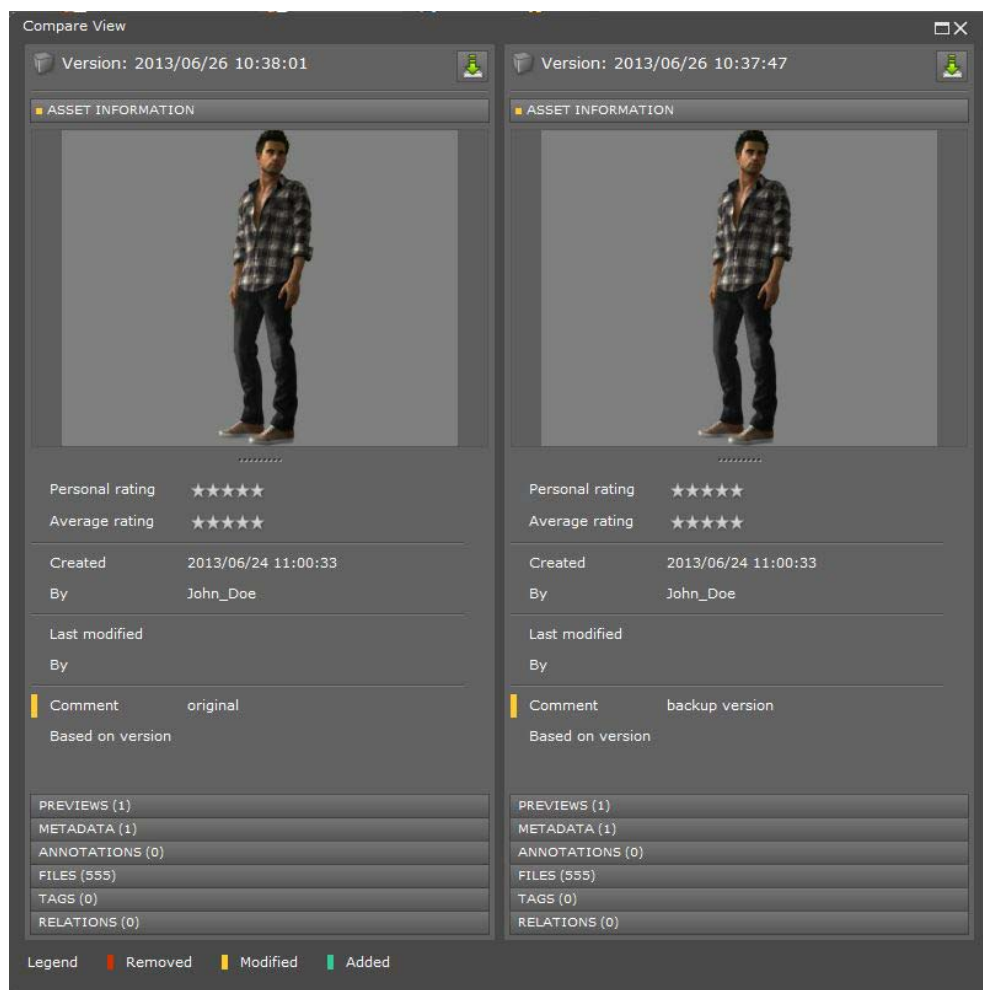 Compare View
Version: 2013/06/26 10:38:01
ASSET INFORMATION
Personal rating
Average rating
Created 2013/06/24 11:00:33
By John_Doe
Last modified
By
Comment original
Based on version
PREVIEWS (1)
METADATA (1)
ANNOTATIONS (0)
FILES (555)
TAGS (0)
RELATIONS (0)
Version: 2013/06/26 10:37:47
ASSET INFORMATION
Personal rating
Average rating
Created 2013/06/24 11:00:33
By John_Doe
Last modified
By
Comment backup version
Based on version
PREVIEWS (1)
METADATA (1)
ANNOTATIONS (0)
FILES (555)
TAGS (0)
RELATIONS (0)
Legend Removed Modified Added